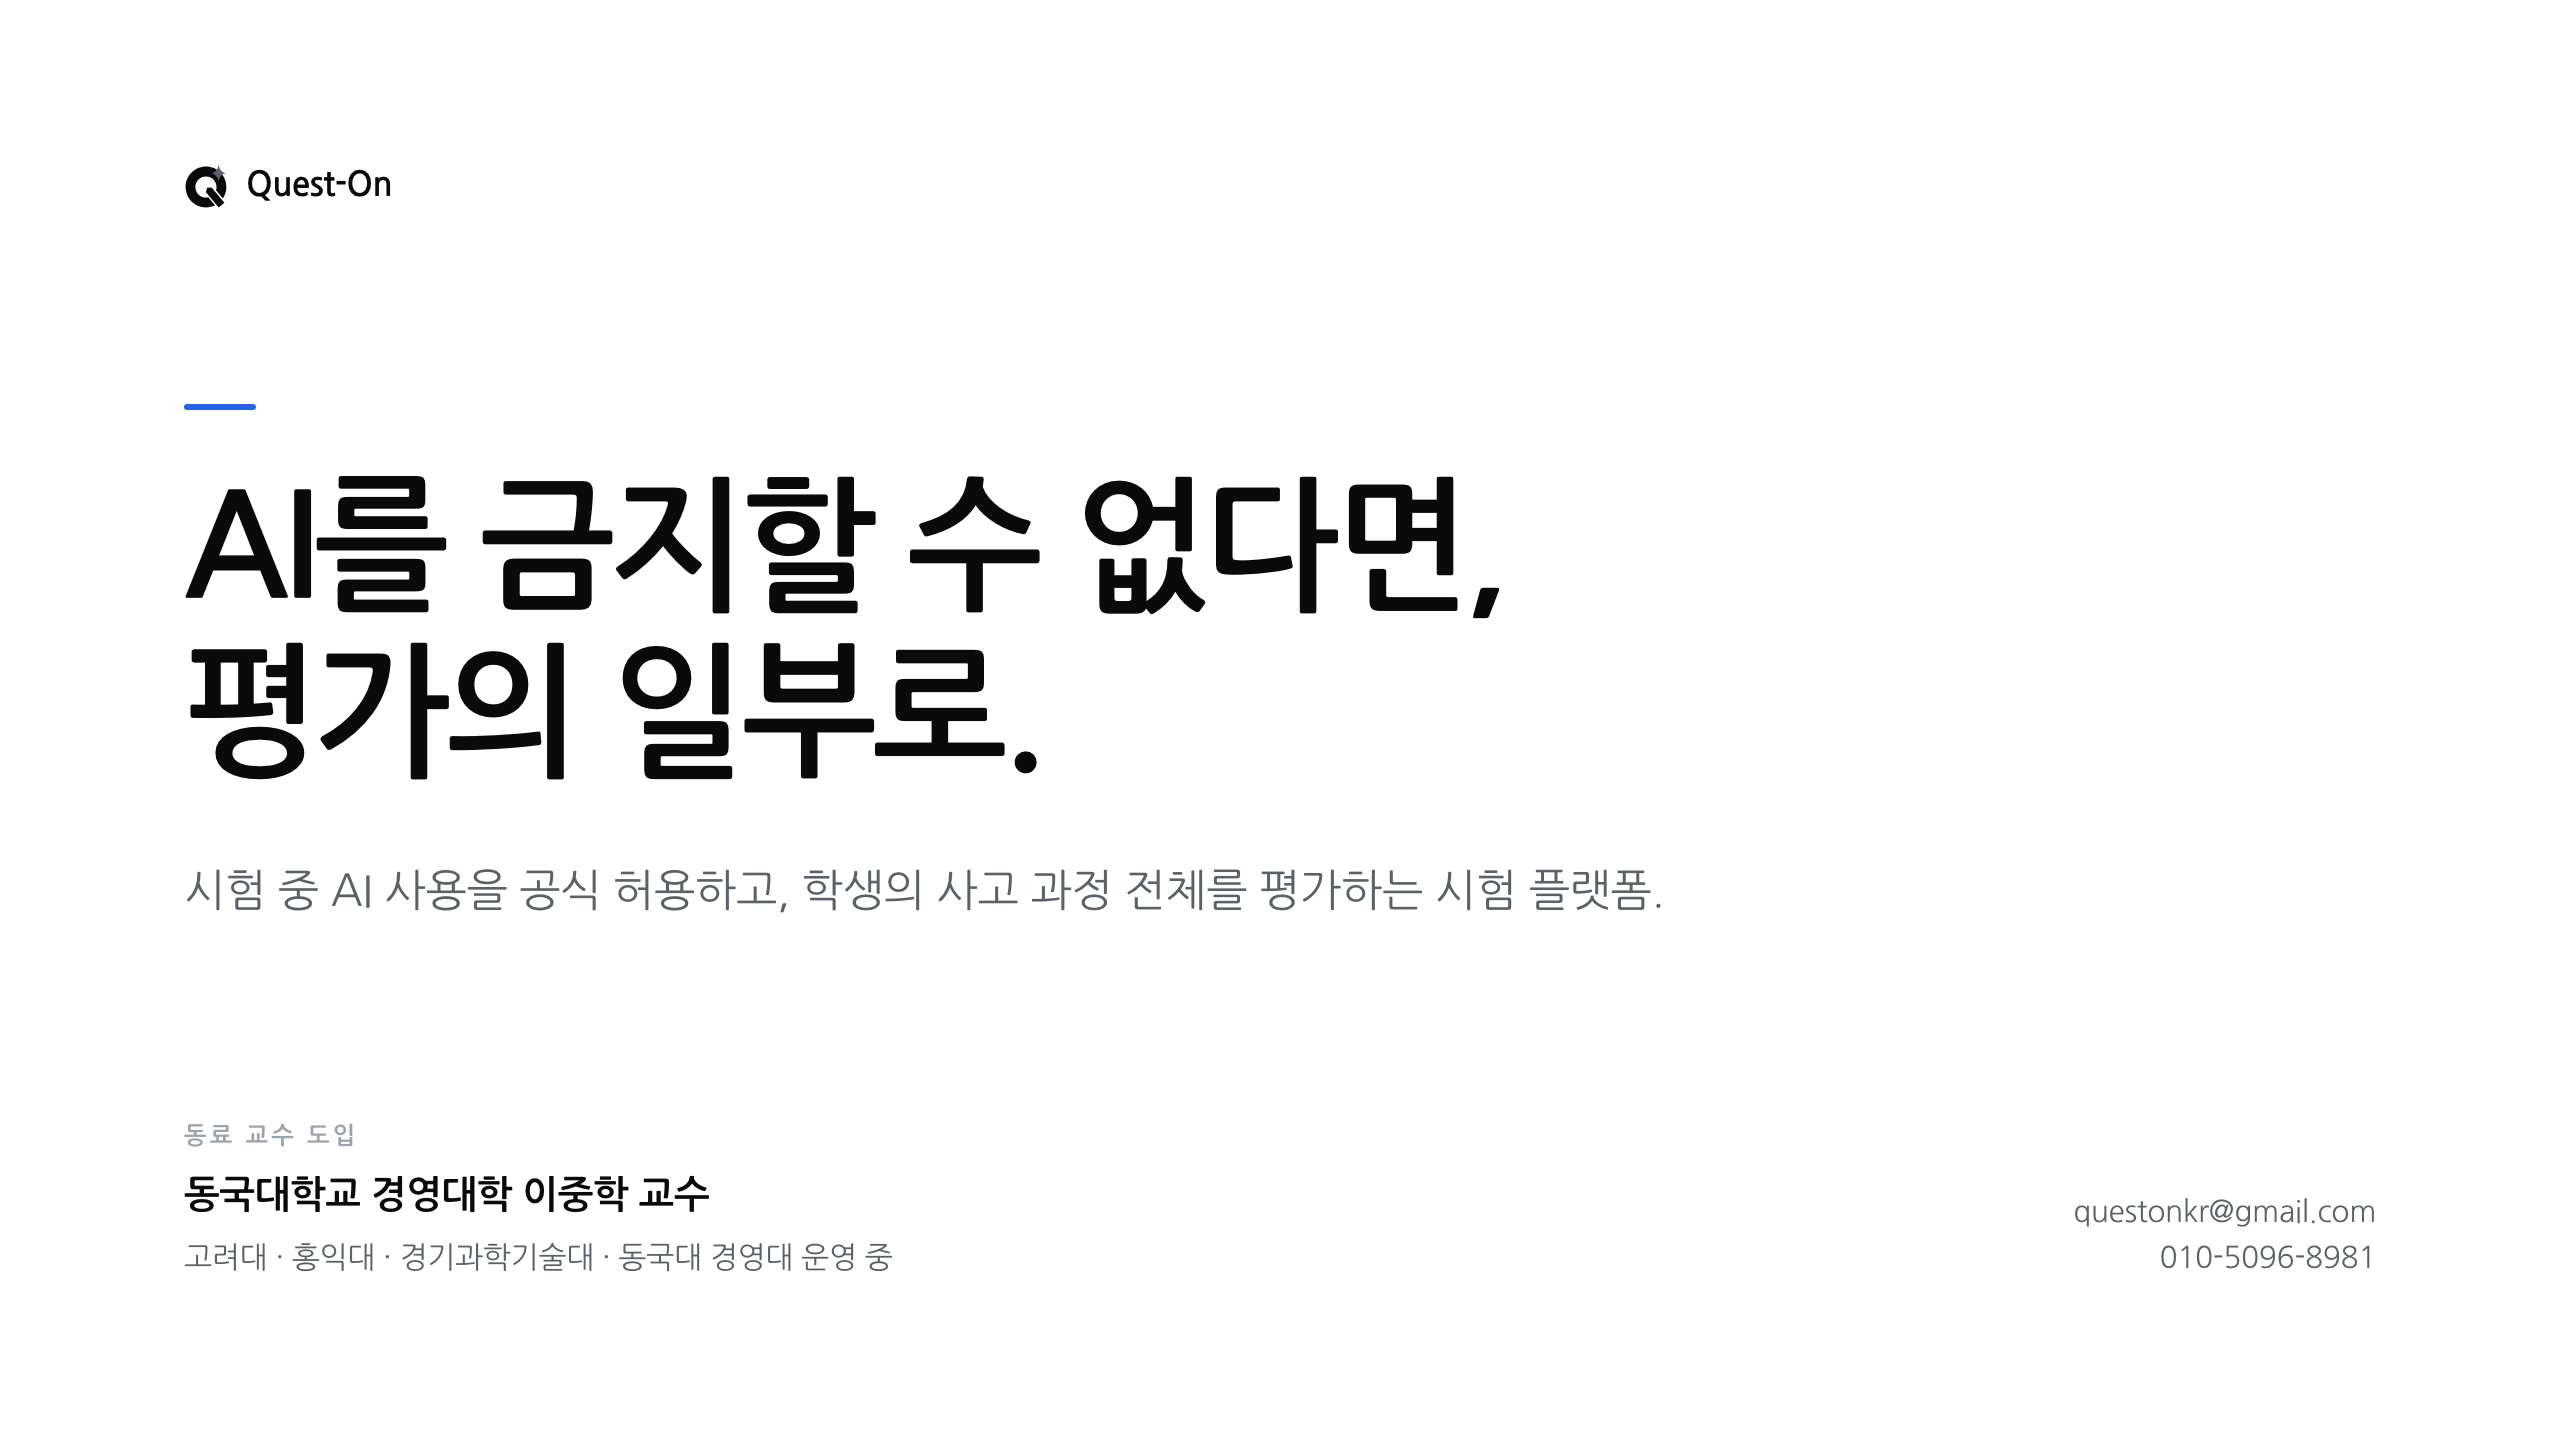 Quest-On
AI를 금지할 수 없다면,
평가의 일부로.
시험 중 AI 사용을 공식 허용하고, 학생의 사고 과정 전체를 평가하는 시험 플랫폼.
동료 교수 도입
동국대학교 경영대학 이중학 교수
고려대 · 홍익대 · 경기과학기술대 · 동국대 경영대 운영 중
questonkr@gmail.com
010-5096-8981